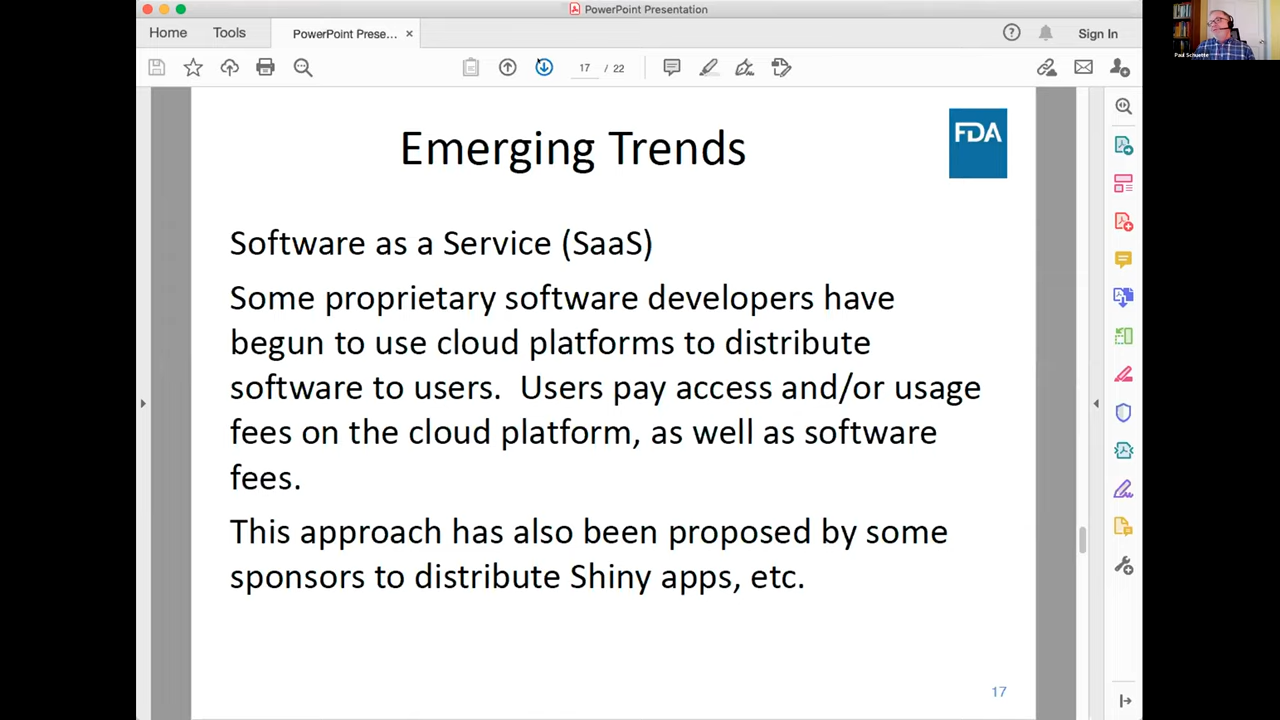 PowerPoint Presentation
Home
Tools
PowerPoint Prese...
Sign In
17 / 22
Emerging Trends
FDA
Software as a Service (SaaS)
Some proprietary software developers have
begun to use cloud platforms to distribute
software to users.  Users pay access and/or usage
fees on the cloud platform, as well as software
fees.
This approach has also been proposed by some
sponsors to distribute Shiny apps, etc.
17
Paul Schuette